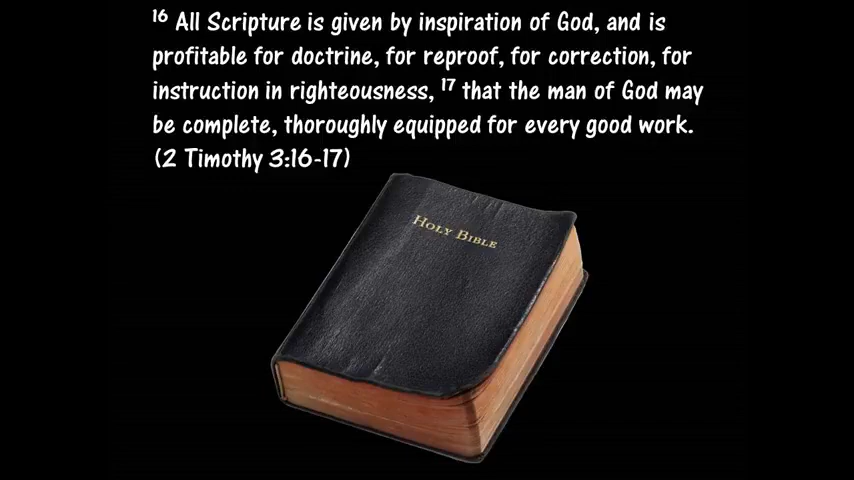 16 All Scripture is given by inspiration of God, and is
profitable for doctrine, for reproof, for correction, for
instruction in righteousness, 17 that the man of God may
be complete, thoroughly equipped for every good work.
(2 Timothy 3:16-17)
HOLY BIBLE